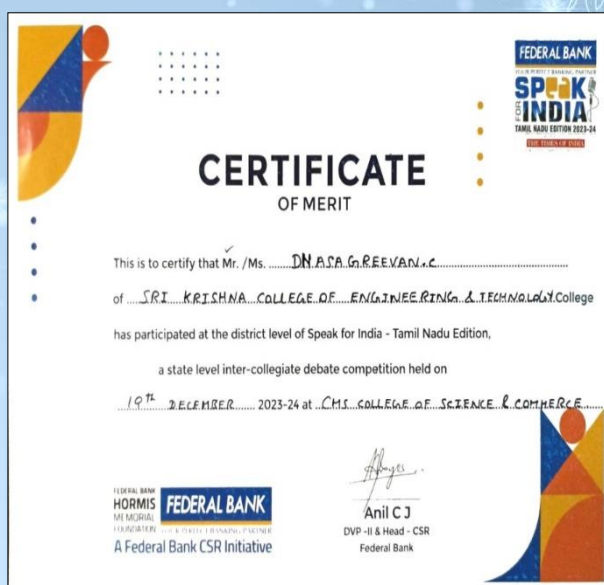 FEDERAL BANK
YOUR PERFECT BANKING PARTNER
SPEAK
FOR INDIA
TAMIL NADU EDITION 2023-24
THE TIMES OF INDIA
CERTIFICATE
OF MERIT
This is to certify that Mr. /Ms. DHASAGREEVAN.C
of SRI KRISHNA COLLEGE OF ENGINEERING & TECHNOLOGY College
has participated at the district level of Speak for India - Tamil Nadu Edition,
a state level inter-collegiate debate competition held on
19th DECEMBER 2023-24 at CMS COLLEGE OF SCIENCE & COMMERCE
FEDERAL BANK
HORMIS
MEMORIAL
FOUNDATION
FEDERAL BANK
YOUR PERFECT BANKING PARTNER
A Federal Bank CSR Initiative
Anil C J
DVP -II & Head - CSR
Federal Bank